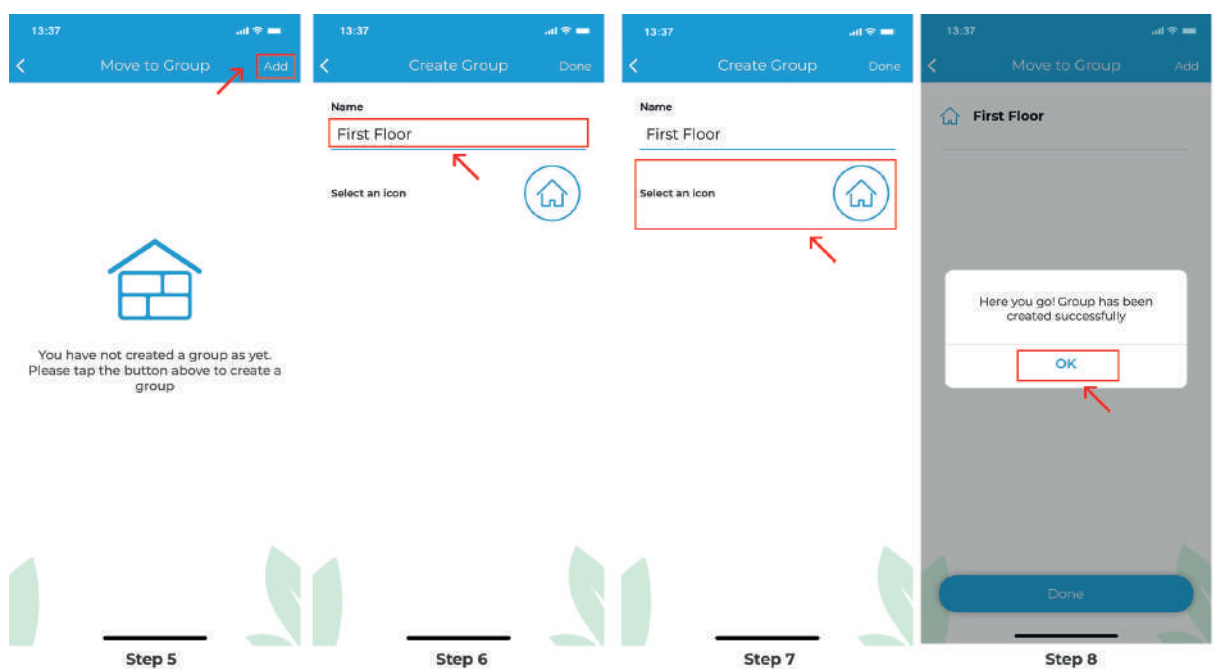 13:37
Move to Group
Add
You have not created a group as yet.
Please tap the button above to create a
group
Step 5
13:37
Create Group
Done
Name
First Floor
Select an icon
Step 6
13:37
Create Group
Done
Name
First Floor
Select an icon
Step 7
13:37
Move to Group
Add
First Floor
Here you go! Group has been
created successfully
OK
Done
Step 8